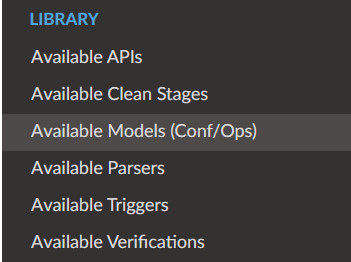 LIBRARY
Available APIs
Available Clean Stages
Available Models (Conf/Ops)
Available Parsers
Available Triggers
Available Verifications